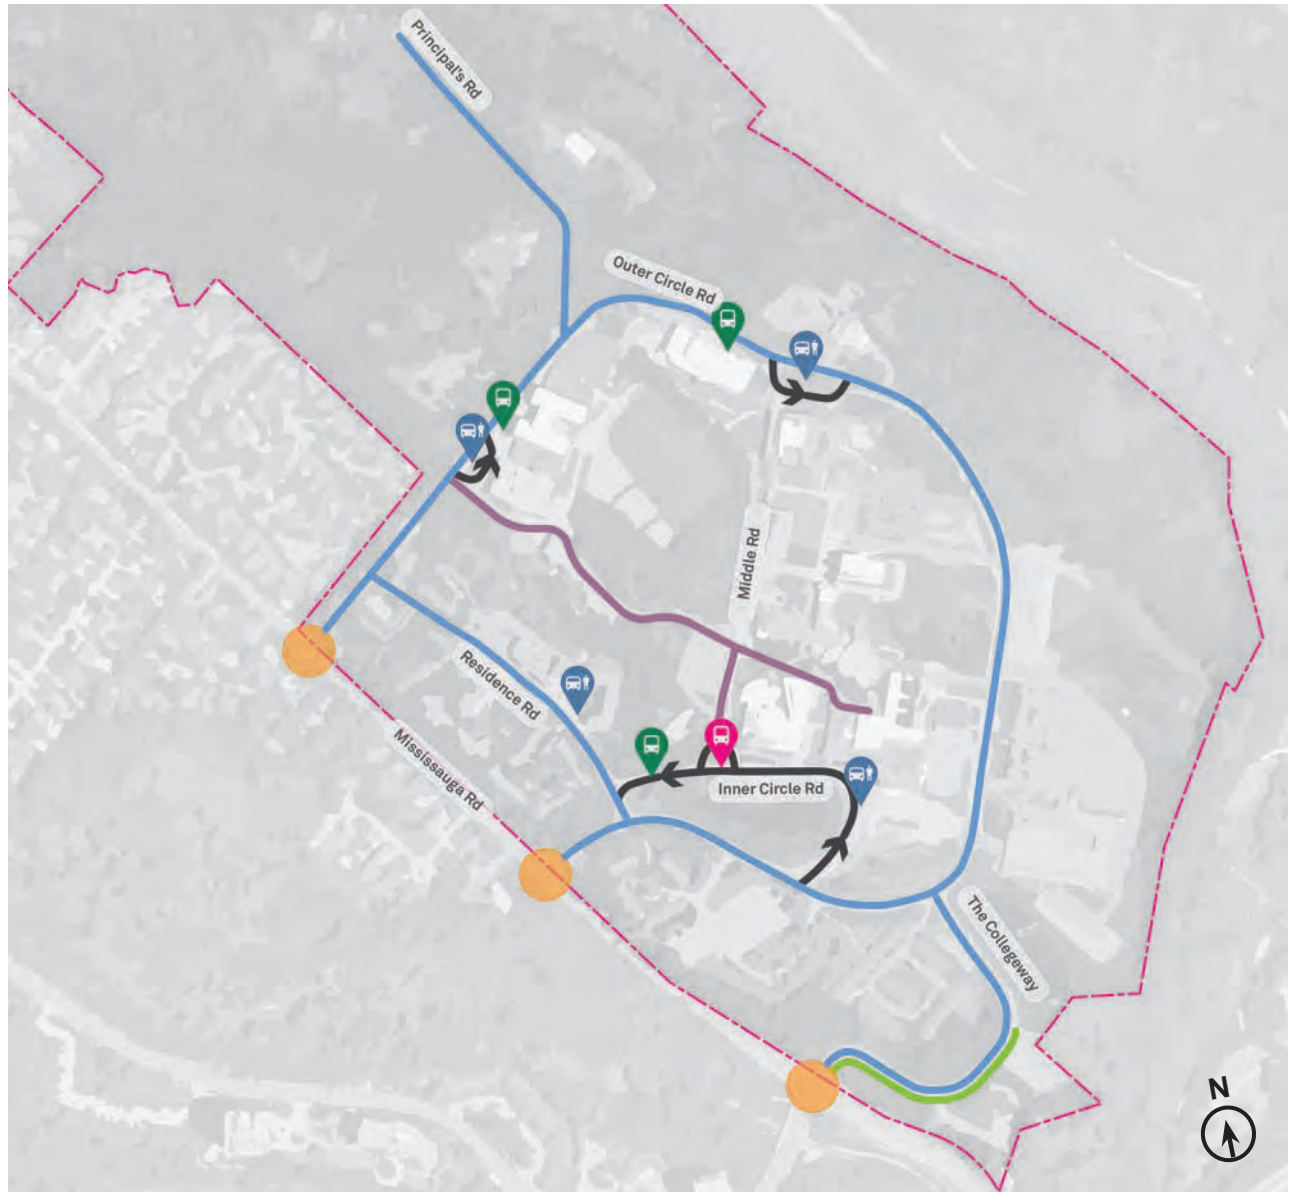 Principal's Rd
Outer Circle Rd
Middle Rd
Residence Rd
Mississauga Rd
Inner Circle Rd
The Collegeway
N